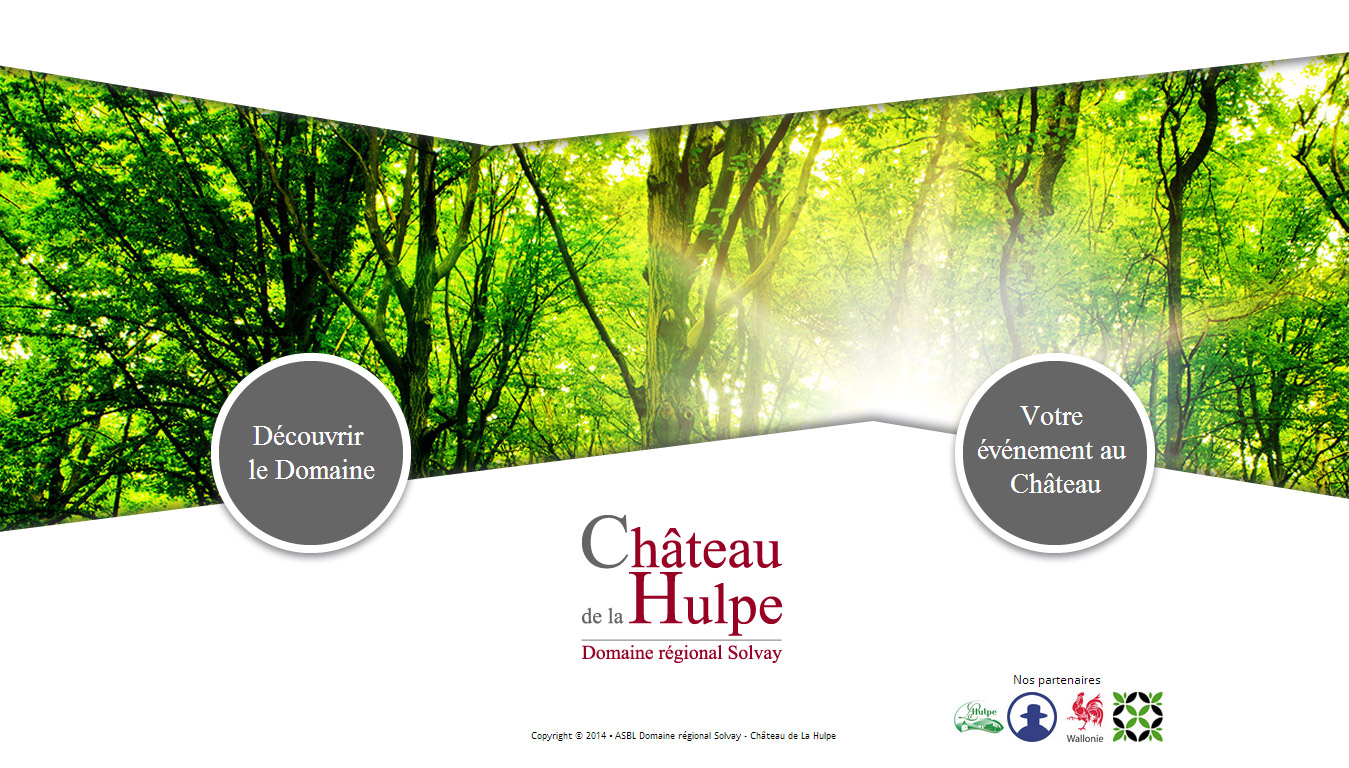 Découvrir
le Domaine
Votre
événement au
Château
Château
de la Hulpe
Domaine régional Solvay
Nos partenaires
Hulpe
Wallonie
Copyright © 2014 • ASBL Domaine régional Solvay - Château de La Hulpe